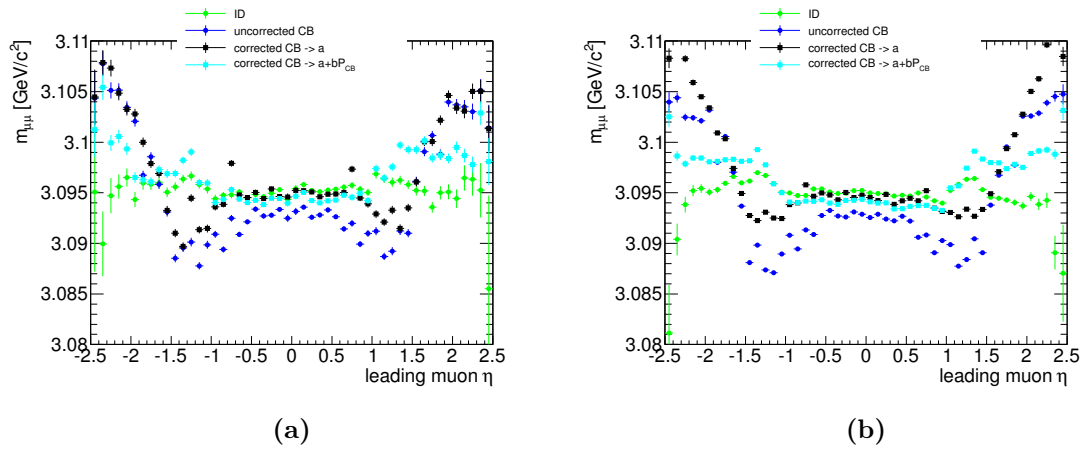 ID
uncorrected CB
corrected CB -> a
corrected CB -> a+bP_CB
m_μμ [GeV/c²]
3.11
3.105
3.1
3.095
3.09
3.085
3.08
-2.5 -2 -1.5 -1 -0.5 0 0.5 1 1.5 2 2.5
leading muon η
(a)
ID
uncorrected CB
corrected CB -> a
corrected CB -> a+bP_CB
m_μμ [GeV/c²]
3.11
3.105
3.1
3.095
3.09
3.085
3.08
-2.5 -2 -1.5 -1 -0.5 0 0.5 1 1.5 2 2.5
leading muon η
(b)